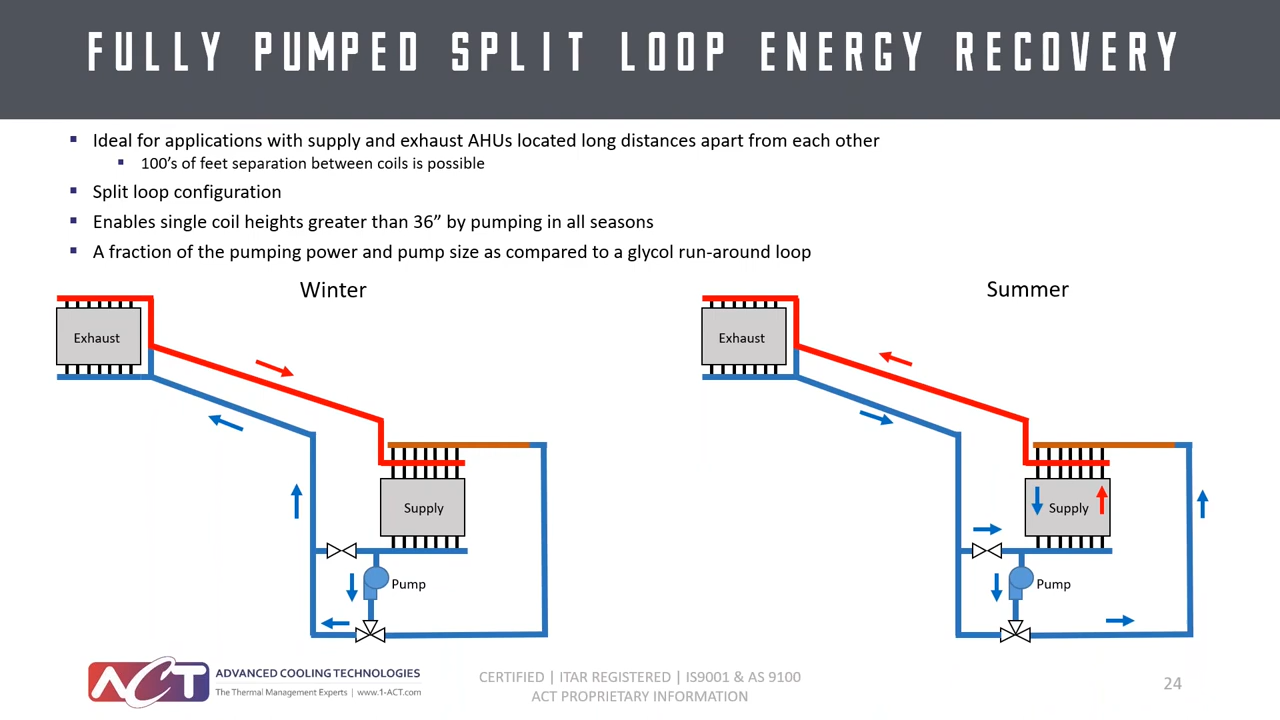 FULLY PUMPED SPLIT LOOP ENERGY RECOVERY
Ideal for applications with supply and exhaust AHUs located long distances apart from each other
100’s of feet separation between coils is possible
Split loop configuration
Enables single coil heights greater than 36” by pumping in all seasons
A fraction of the pumping power and pump size as compared to a glycol run-around loop
Winter
Exhaust
Supply
Pump
Summer
Exhaust
Supply
Pump
ACT
ADVANCED COOLING TECHNOLOGIES
The Thermal Management Experts | www.1-ACT.com
CERTIFIED | ITAR REGISTERED | IS9001 & AS 9100
ACT PROPRIETARY INFORMATION
24